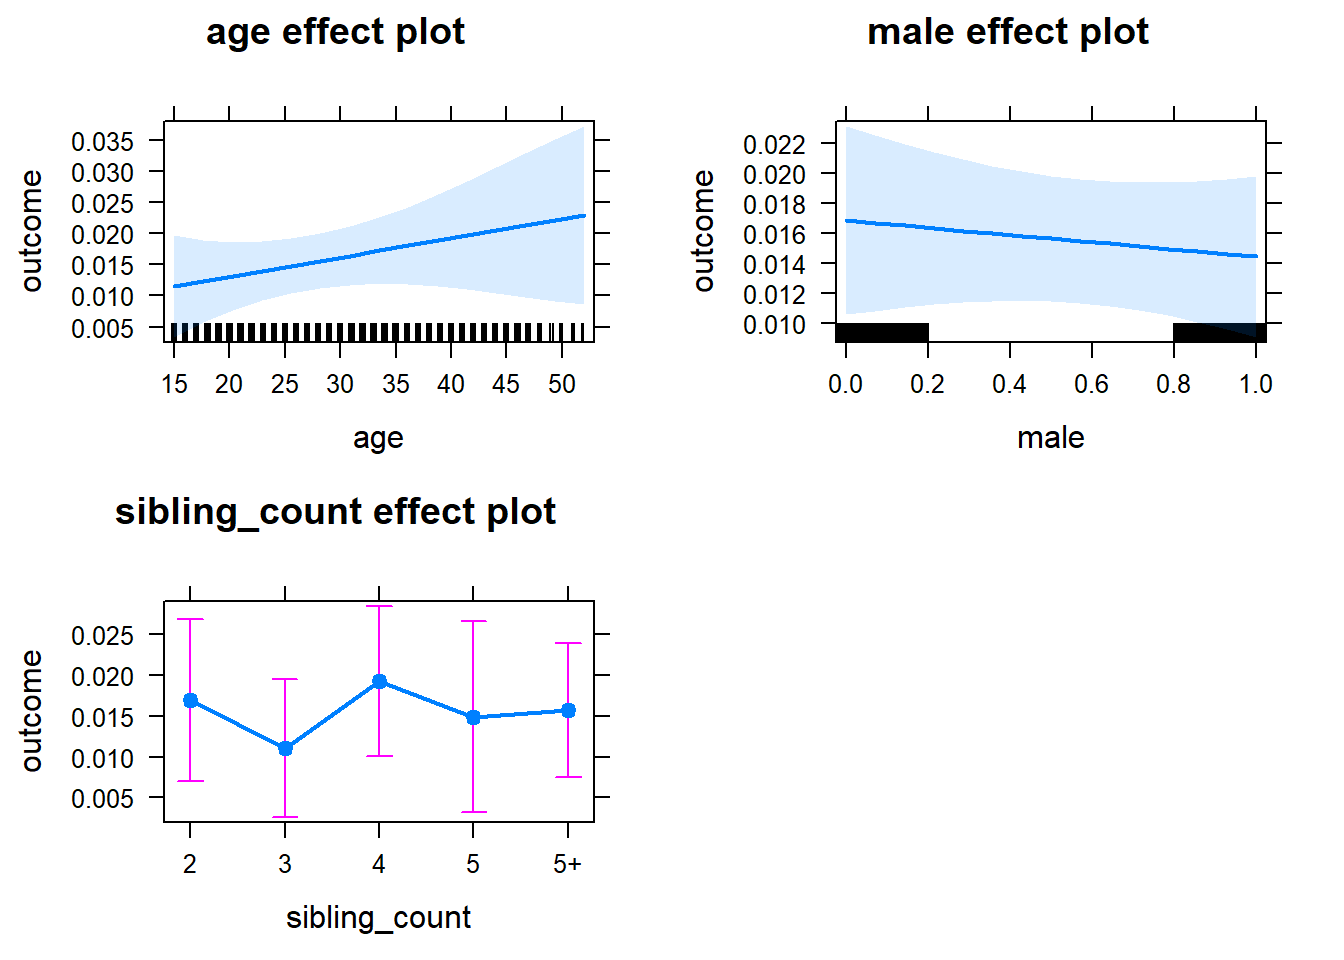 age effect plot
outcome
0.035
0.030
0.025
0.020
0.015
0.010
0.005
15 20 25 30 35 40 45 50
age
male effect plot
outcome
0.022
0.020
0.018
0.016
0.014
0.012
0.010
0.0 0.2 0.4 0.6 0.8 1.0
male
sibling_count effect plot
outcome
0.025
0.020
0.015
0.010
0.005
2 3 4 5 5+
sibling_count